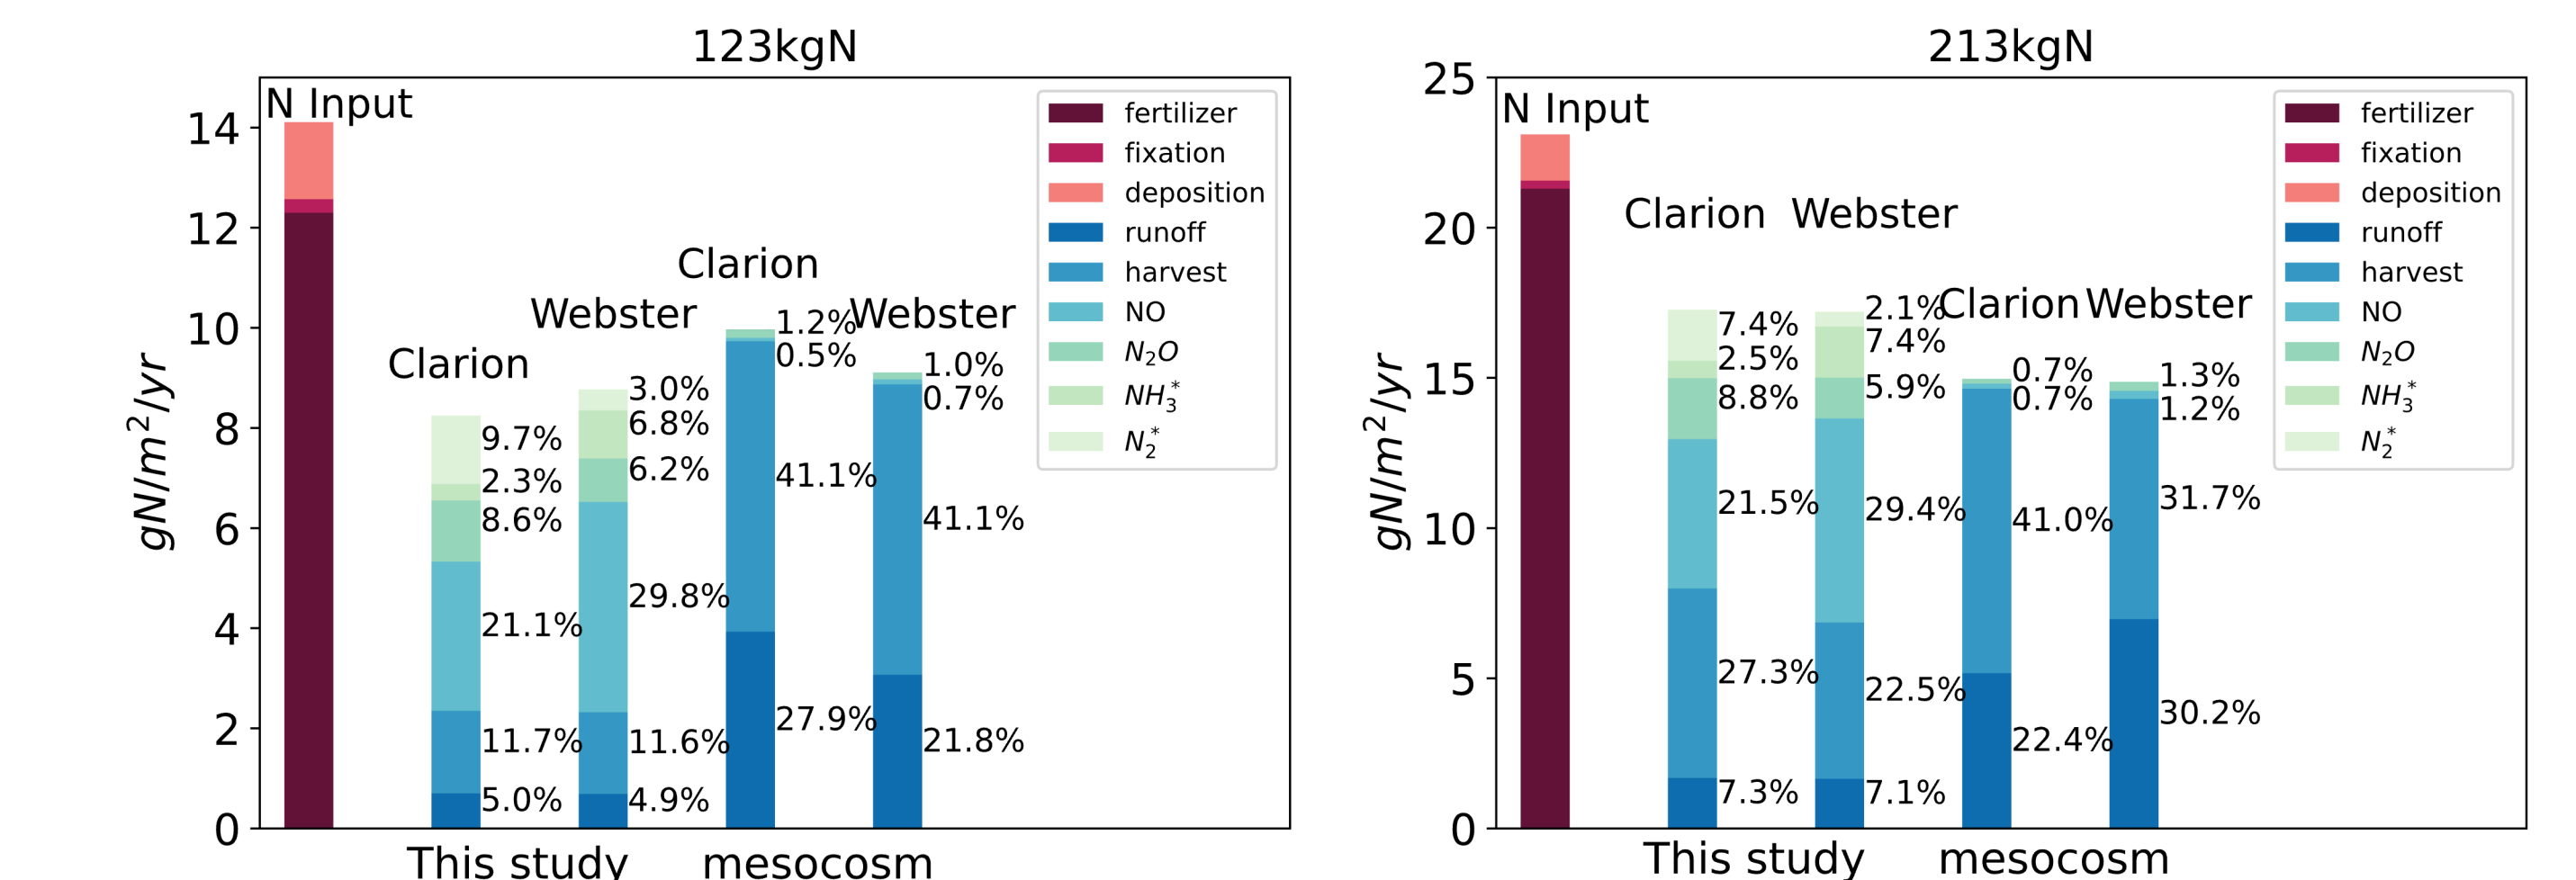 123kgN
N Input
14
12
10
8
6
4
2
0
gN/m²/yr
Clarion
Webster
Clarion
Webster
9.7%
2.3%
8.6%
21.1%
11.7%
5.0%
3.0%
6.8%
6.2%
29.8%
11.6%
4.9%
1.2%
0.5%
41.1%
27.9%
1.0%
0.7%
41.1%
21.8%
fertilizer
fixation
deposition
runoff
harvest
NO
N₂O
NH₃*
N₂*
This study
mesocosm
213kgN
N Input
25
20
15
10
5
0
gN/m²/yr
Clarion
Webster
Clarion
Webster
7.4%
2.5%
8.8%
21.5%
27.3%
7.3%
2.1%
7.4%
5.9%
29.4%
22.5%
7.1%
0.7%
0.7%
41.0%
22.4%
1.3%
1.2%
31.7%
30.2%
fertilizer
fixation
deposition
runoff
harvest
NO
N₂O
NH₃*
N₂*
This study
mesocosm